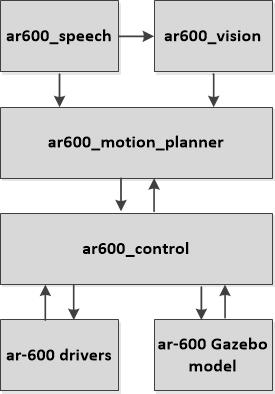 ar600_speech
ar600_vision
ar600_motion_planner
ar600_control
ar-600 drivers
ar-600 Gazebo
model